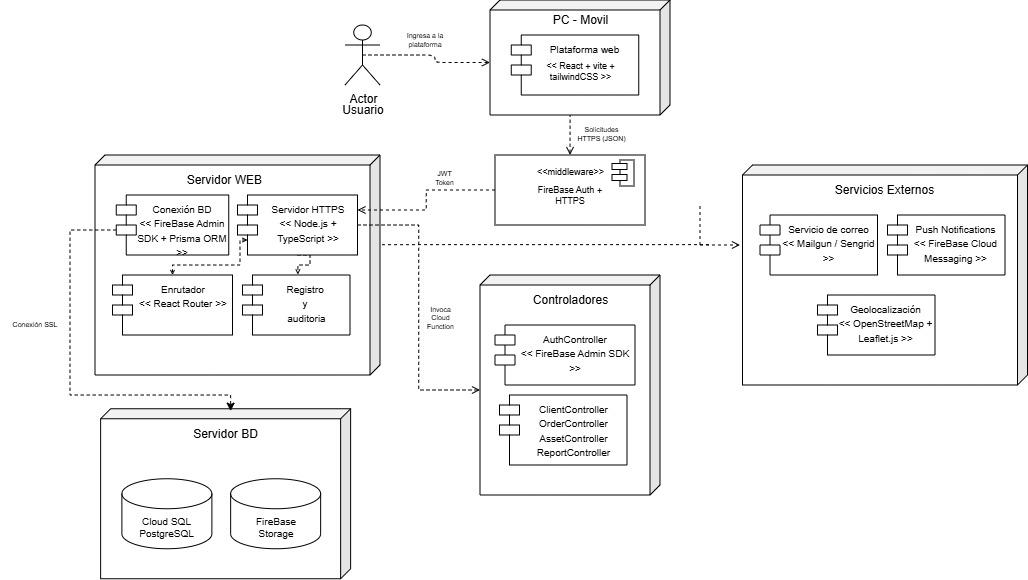 PC - Movil
Plataforma web
<< React + vite +
tailwindCSS >>
Ingresa a la
plataforma
Actor
Usuario
Solicitudes
HTTPS (JSON)
<<middleware>>
FireBase Auth +
HTTPS
JWT
Token
Servidor WEB
Conexión BD
<< FireBase Admin
SDK + Prisma ORM
>>
Servidor HTTPS
<< Node.js +
TypeScript >>
Enrutador
<< React Router >>
Registro
y
auditoria
Servicios Externos
Servicio de correo
<< Mailgun / Sengrid
>>
Push Notifications
<< FireBase Cloud
Messaging >>
Geolocalización
<< OpenStreetMap +
Leaflet.js >>
Conexión SSL
Invoca
Cloud
Function
Controladores
AuthController
<< FireBase Admin SDK
>>
ClientController
OrderController
AssetController
ReportController
Servidor BD
Cloud SQL
PostgreSQL
FireBase
Storage